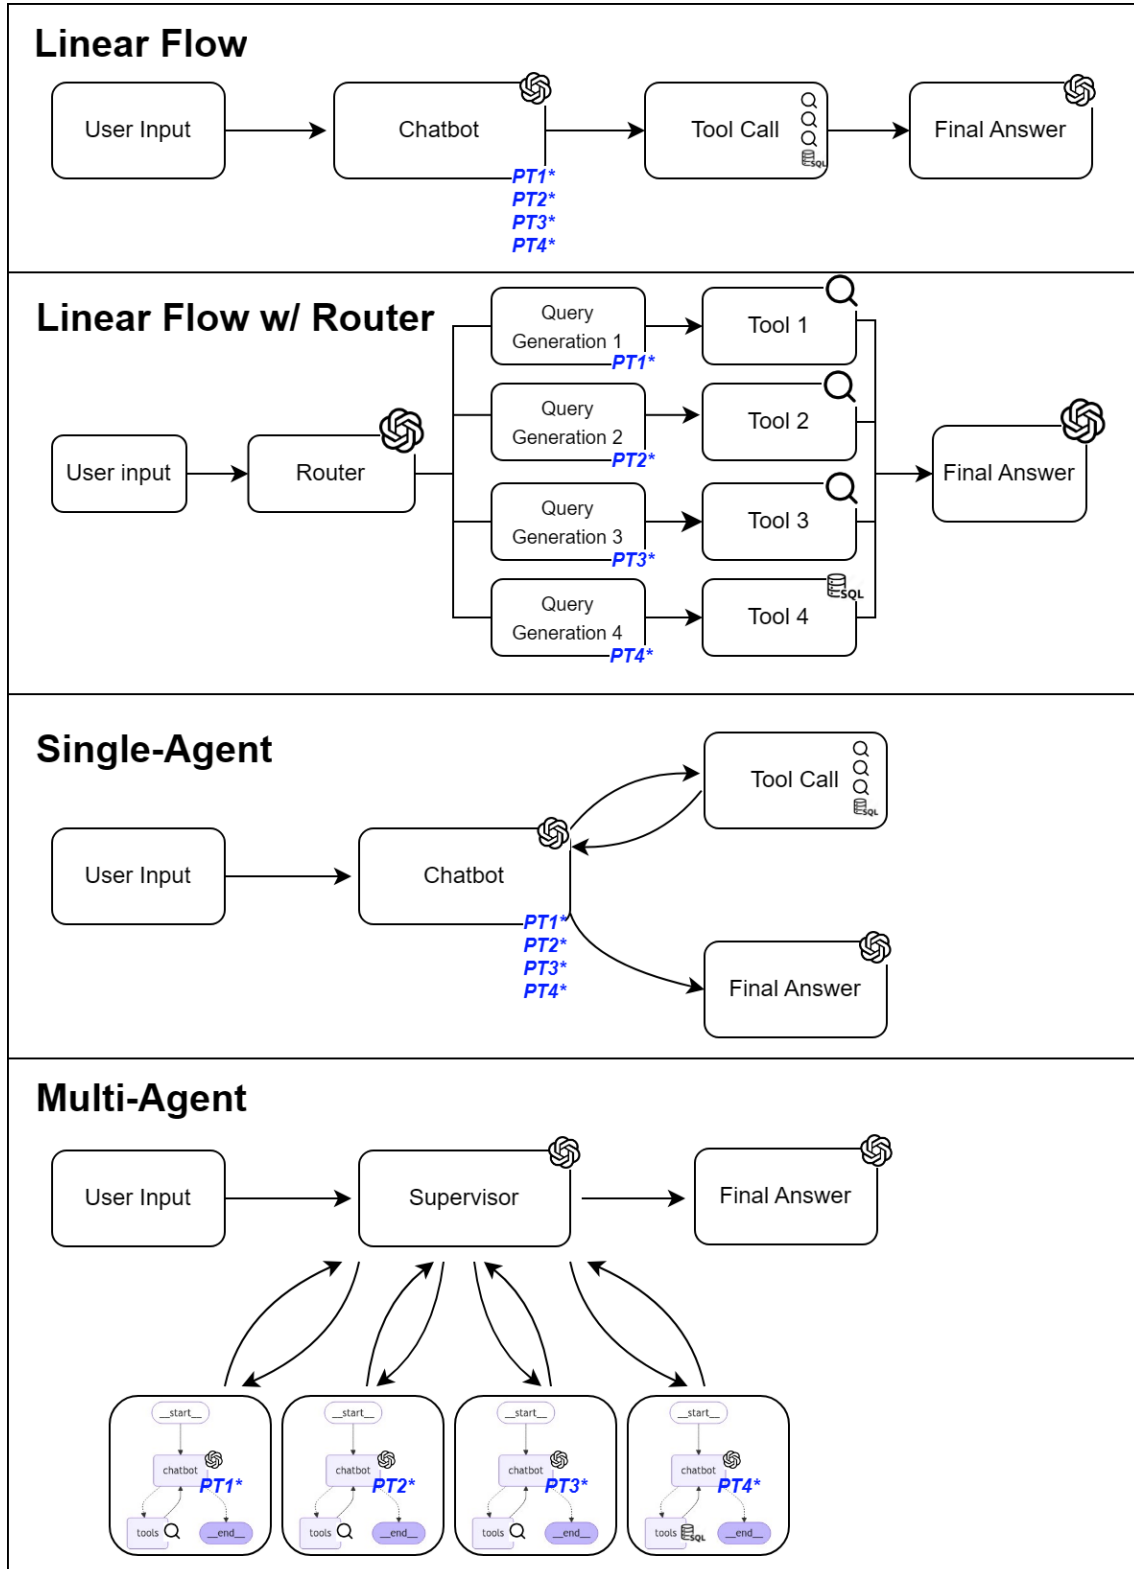 Linear Flow
User Input
Chatbot
PT1*
PT2*
PT3*
PT4*
Tool Call
SQL
Final Answer
Linear Flow w/ Router
User input
Router
Query
Generation 1
PT1*
Tool 1
Query
Generation 2
PT2*
Tool 2
Query
Generation 3
PT3*
Tool 3
Query
Generation 4
PT4*
Tool 4
SQL
Final Answer
Single-Agent
User Input
Chatbot
PT1*
PT2*
PT3*
PT4*
Tool Call
SQL
Final Answer
Multi-Agent
User Input
Supervisor
Final Answer
__start__
chatbot
PT1*
tools
__end__
__start__
chatbot
PT2*
tools
__end__
__start__
chatbot
PT3*
tools
__end__
__start__
chatbot
PT4*
tools
SQL
__end__